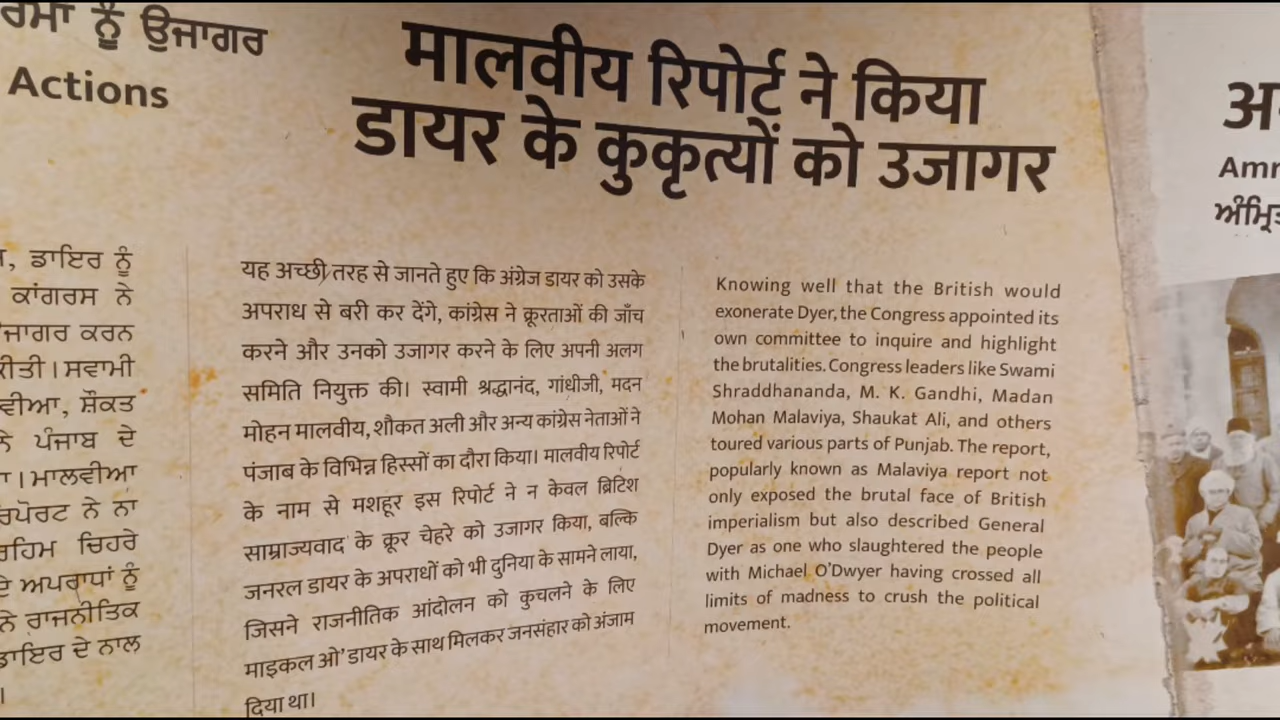 ਨੂੰ ਉਜਾਗਰ
Actions
, ਡਾਇਰ ਨੂੰ
ਕਾਂਗਰਸ ਨੇ
ਕਰਨ
ਕੀਤੀ। ਸਵਾਮੀ
ਸ਼ੌਕਤ
ਪੰਜਾਬ ਦੇ
। ਮਾਲਵੀਆ
ਰਿਪੋਰਟ ਨੇ ਨਾ
ਚਿਹਰੇ
ਦੇ ਅਪਰਾਧਾਂ ਨੂੰ
ਨੇ ਰਾਜਨੀਤਿਕ
ਡਾਇਰ ਦੇ ਨਾਲ
।
मालवीय रिपोर्ट ने किया
डायर के कुकृत्यों को उजागर
यह अच्छी तरह से जानते हुए कि अंग्रेज डायर को उसके
अपराध से बरी कर देंगे, कांग्रेस ने क्रूरताओं की जाँच
करने और उनको उजागर करने के लिए अपनी अलग
समिति नियुक्त की। स्वामी श्रद्धानंद, गांधीजी, मदन
मोहन मालवीय, शौकत अली और अन्य कांग्रेस नेताओं ने
पंजाब के विभिन्न हिस्सों का दौरा किया। मालवीय रिपोर्ट
के नाम से मशहूर इस रिपोर्ट ने न केवल ब्रिटिश
साम्राज्यवाद के क्रूर चेहरे को उजागर किया, बल्कि
जनरल डायर के अपराधों को भी दुनिया के सामने लाया,
जिसने राजनीतिक आंदोलन को कुचलने के लिए
माइकल ओ'डायर के साथ मिलकर जनसंहार को अंजाम
दिया था।
Knowing well that the British would
exonerate Dyer, the Congress appointed its
own committee to inquire and highlight
the brutalities. Congress leaders like Swami
Shraddhananda, M. K. Gandhi, Madan
Mohan Malaviya, Shaukat Ali, and others
toured various parts of Punjab. The report,
popularly known as Malaviya report not
only exposed the brutal face of British
imperialism but also described General
Dyer as one who slaughtered the people
with Michael O'Dwyer having crossed all
limits of madness to crush the political
movement.
अ
Amr
ਅੰਮ੍ਰਿਤ